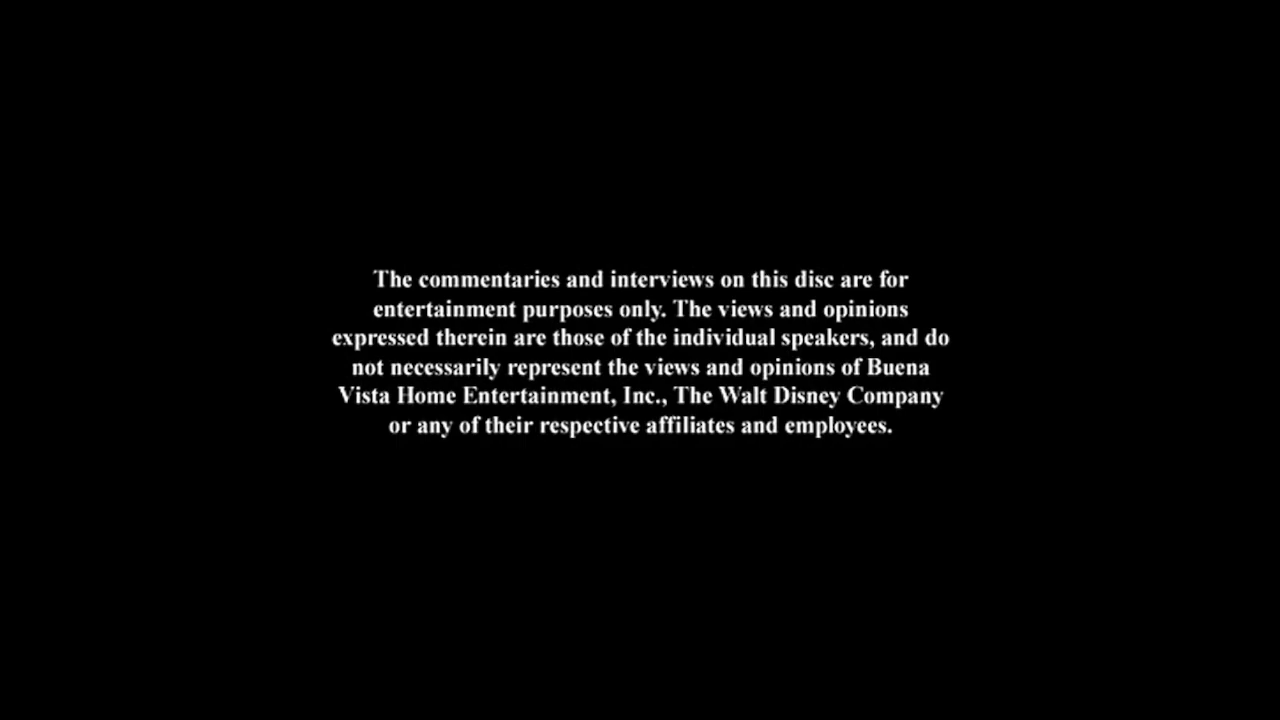 The commentaries and interviews on this disc are for
entertainment purposes only. The views and opinions
expressed therein are those of the individual speakers, and do
not necessarily represent the views and opinions of Buena
Vista Home Entertainment, Inc., The Walt Disney Company
or any of their respective affiliates and employees.